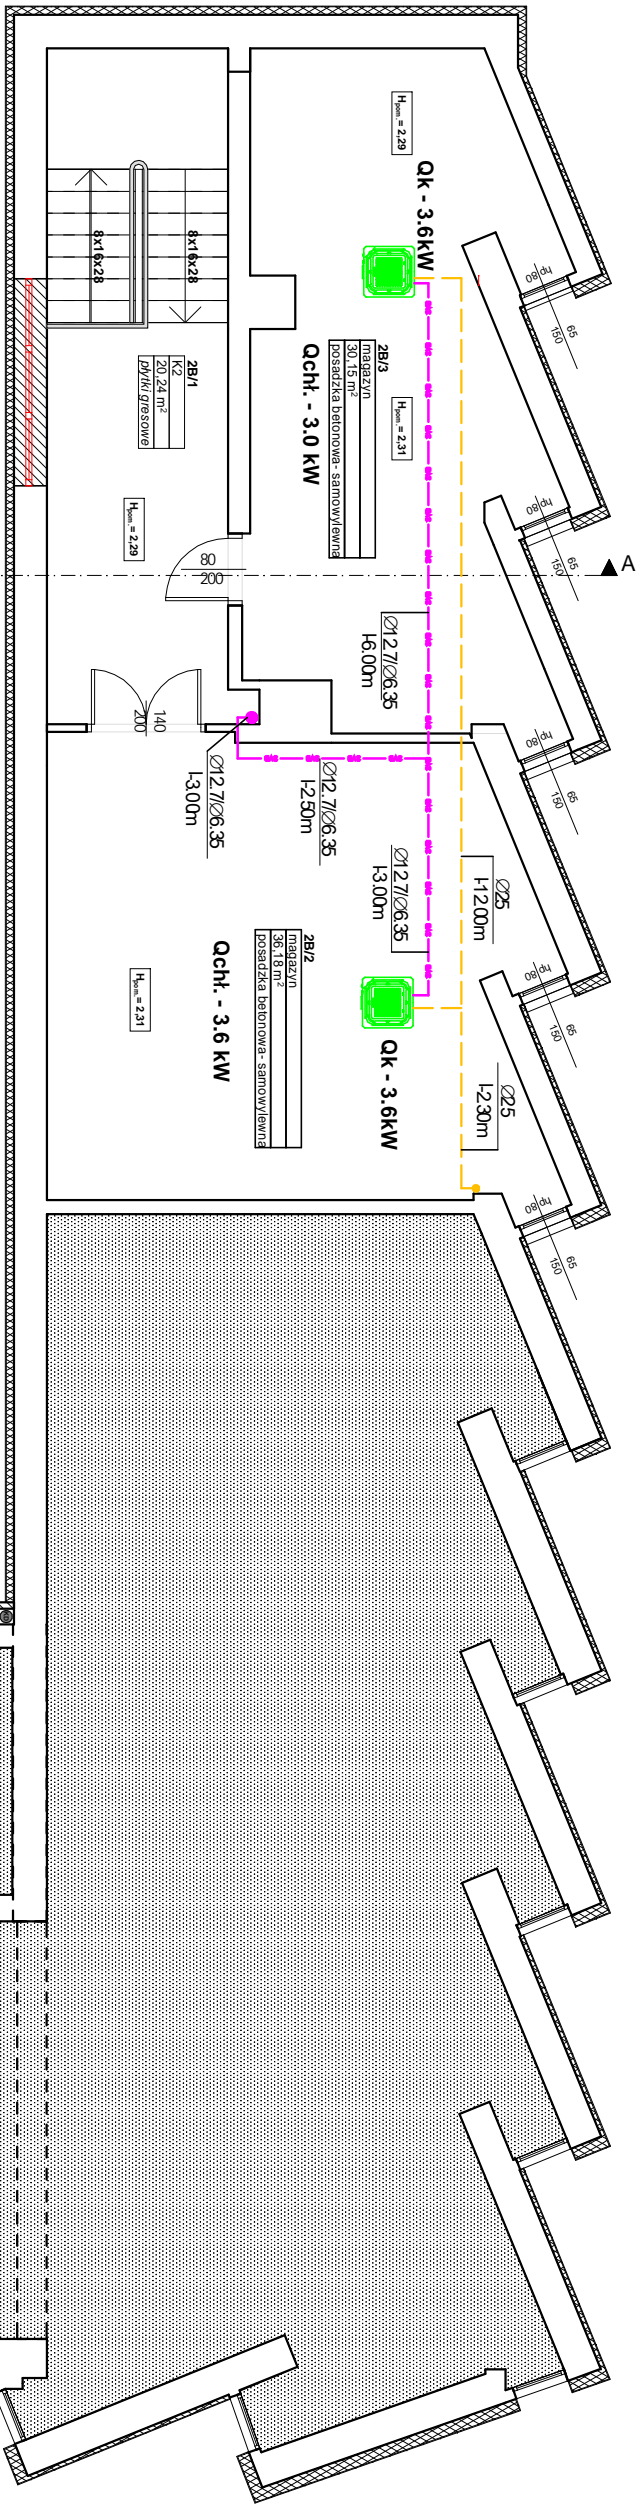 Hpom. = 2,29
Qk - 3.6kW
hp 80
65
150
8x16x28
8x16x28
2B/3
magazyn
30,15 m²
posadzka betonowa- samowylewna
Hpom. = 2,31
Qchł. - 3.0 kW
2B/1
K2
20,24 m²
płytki gresowe
Hpom. = 2,29
80
200
hp 80
65
150
A
Ø12.7/Ø6.35
l-6.00m
140
200
Ø12.7/Ø6.35
l-3.00m
Ø12.7/Ø6.35
l-2.50m
hp 80
65
150
Ø12.7/Ø6.35
l-3.00m
Ø25
l-12.00m
2B/2
magazyn
36,18 m²
posadzka betonowa- samowylewna
Qchł. - 3.6 kW
Hpom. = 2,31
Qk - 3.6kW
hp 80
65
150
Ø25
l-2.30m
hp 80
65
150